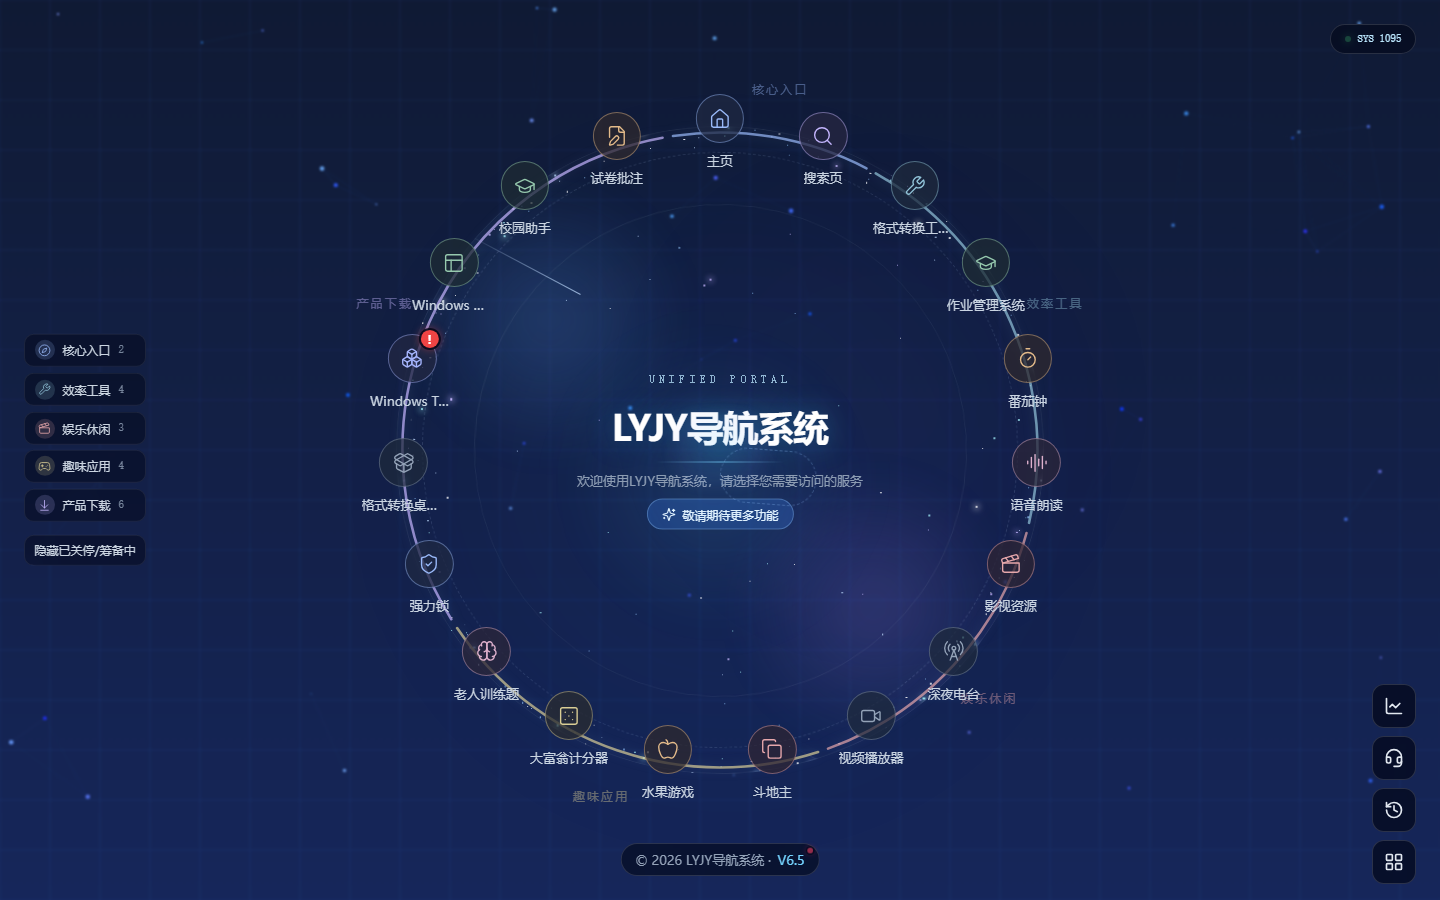 SYS 1095
核心入口
主页
试卷批注
搜索页
校园助手
格式转换工...
产品下载
Windows ...
作业管理系统
效率工具
!
Windows T...
番茄钟
核心入口 2
效率工具 4
娱乐休闲 3
趣味应用 4
产品下载 6
隐藏已关停/筹备中
UNIFIED PORTAL
LYJY导航系统
欢迎使用LYJY导航系统，请选择您需要访问的服务
敬请期待更多功能
格式转换桌...
语音朗读
强力锁
影视资源
老人训练题
深夜电台
娱乐休闲
大富翁计分器
视频播放器
趣味应用
水果游戏
斗地主
© 2026 LYJY导航系统 · V6.5